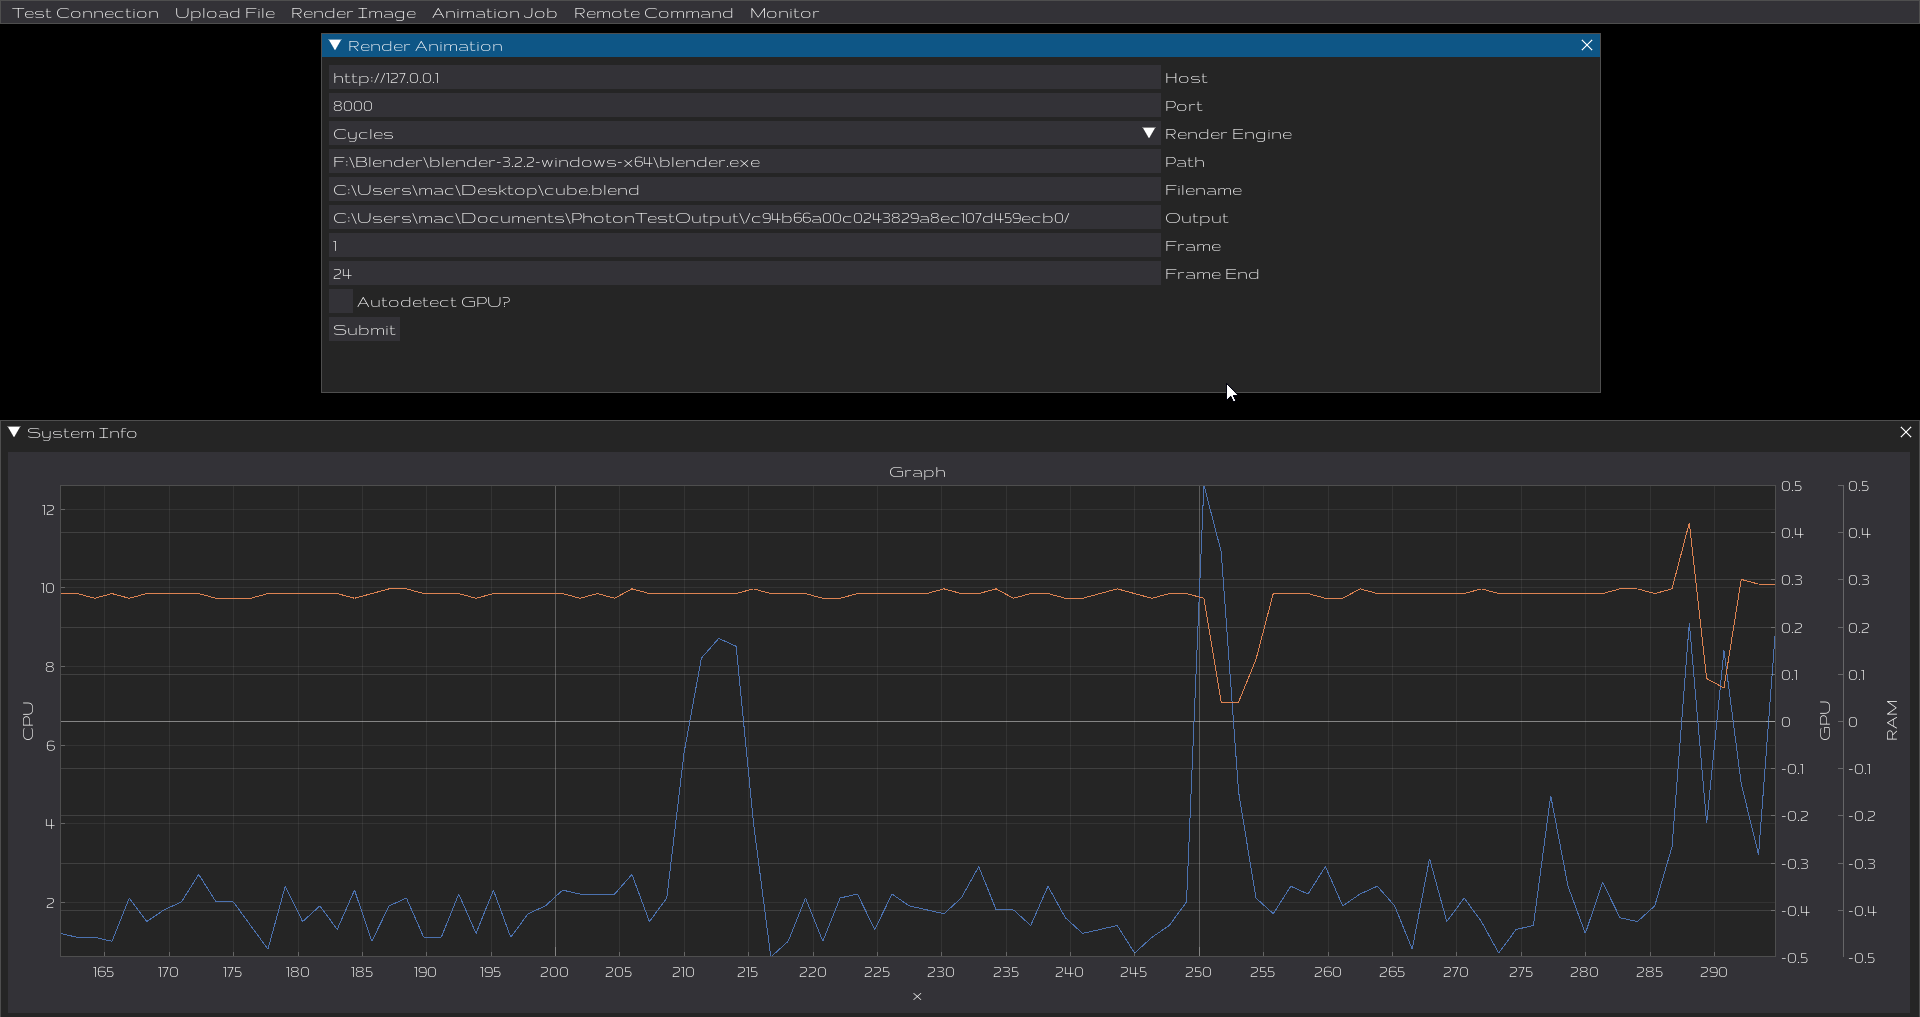 Test Connection Upload File Render Image Animation Job Remote Command Monitor
Render Animation
http://127.0.0.1 Host
8000 Port
Cycles Render Engine
F:\Blender\blender-3.2.2-windows-x64\blender.exe Path
C:\Users\mac\Desktop\cube.blend Filename
C:\Users\mac\Documents\PhotonTestOutput\/c94b66a00c0243829a8ec107d459ecb0/ Output
1 Frame
24 Frame End
Autodetect GPU?
Submit
System Info
Graph
12
10
8
6
4
2
CPU
0.5
0.4
0.3
0.2
0.1
0
-0.1
-0.2
-0.3
-0.4
-0.5
GPU
0.5
0.4
0.3
0.2
0.1
0
-0.1
-0.2
-0.3
-0.4
-0.5
RAM
165 170 175 180 185 190 195 200 205 210 215 220 225 230 235 240 245 250 255 260 265 270 275 280 285 290
x